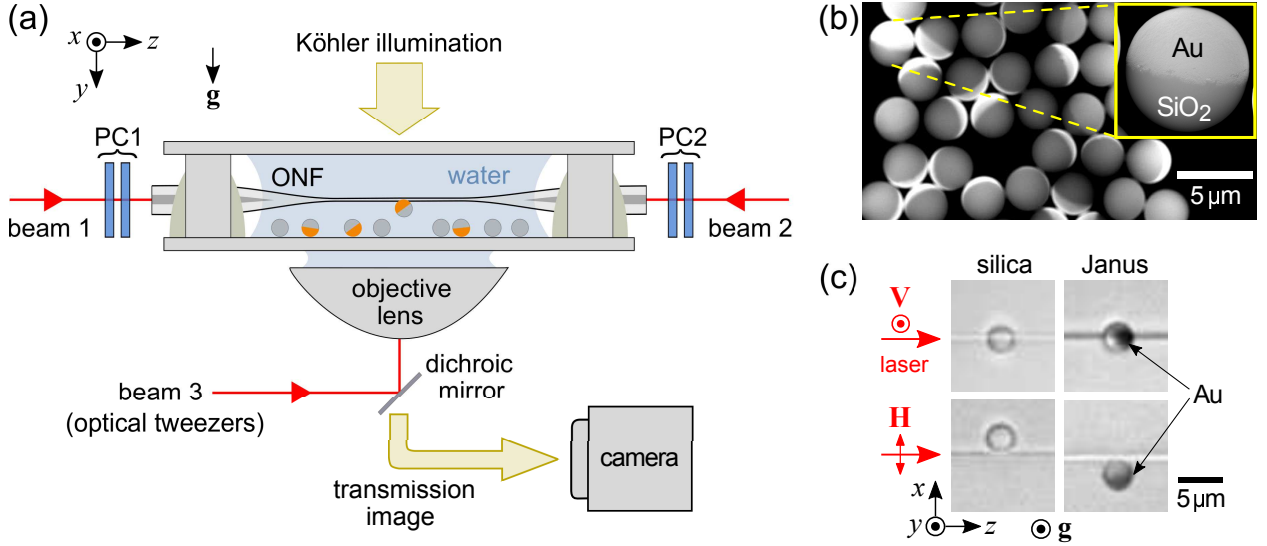 (a)
x
z
y
g
Köhler illumination
PC1
PC2
ONF
water
beam 1
beam 2
objective
lens
beam 3
(optical tweezers)
dichroic
mirror
camera
transmission
image
(b)
Au
SiO2
5 µm
(c)
silica
Janus
V
laser
Au
H
x
y
z
g
5 µm